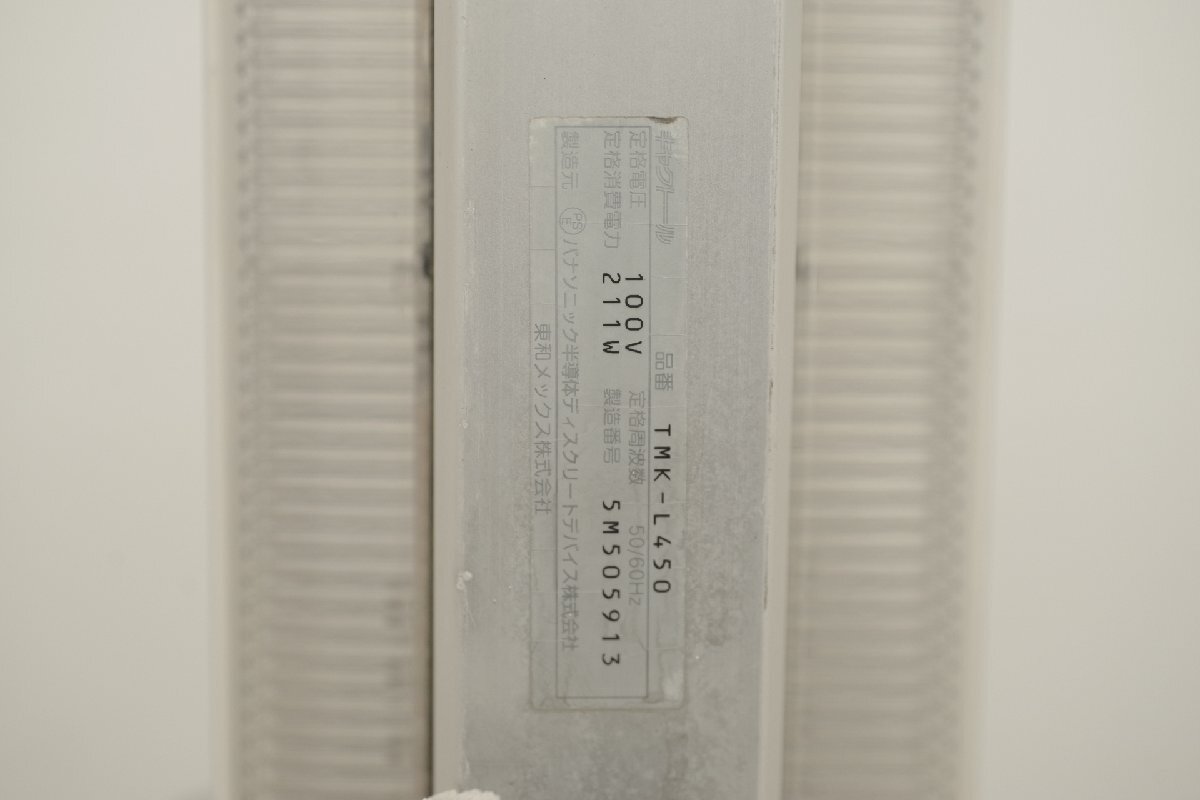 キャットール 品番 TMK-L450
定格電圧 100V 定格周波数 50/60Hz
定格消費電力 211W 製造番号 5M505913
製造元 PSE パナソニック半導体ディスクリートデバイス株式会社
東和メックス株式会社